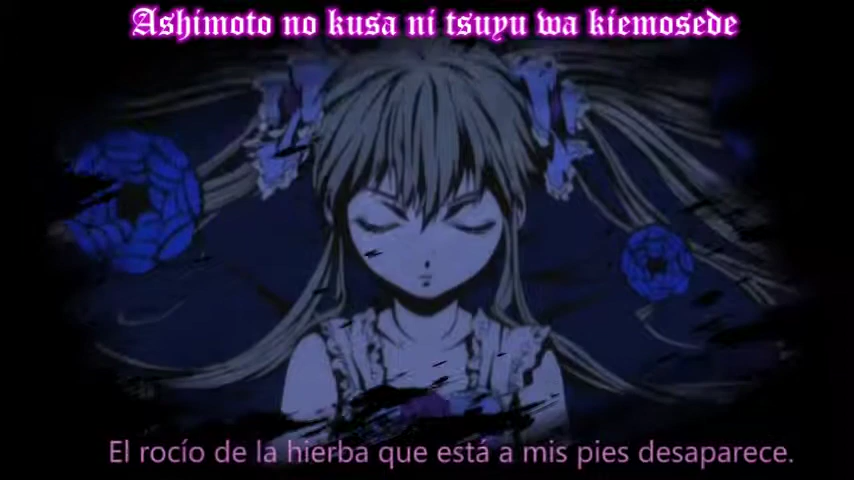 Ashimoto no kusa ni tsuyu wa kiemosede
El rocío de la hierba que está a mis pies desaparece.